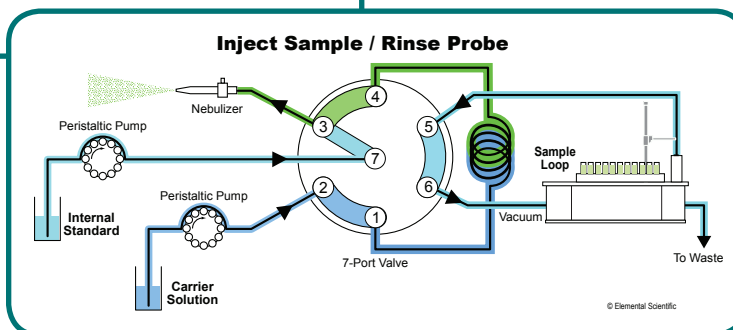 Inject Sample / Rinse Probe
Nebulizer
4
3
5
Peristaltic Pump
7
Sample
Loop
Peristaltic Pump
2
6
1
Vacuum
Internal
Standard
7-Port Valve
To Waste
Carrier
Solution
© Elemental Scientific